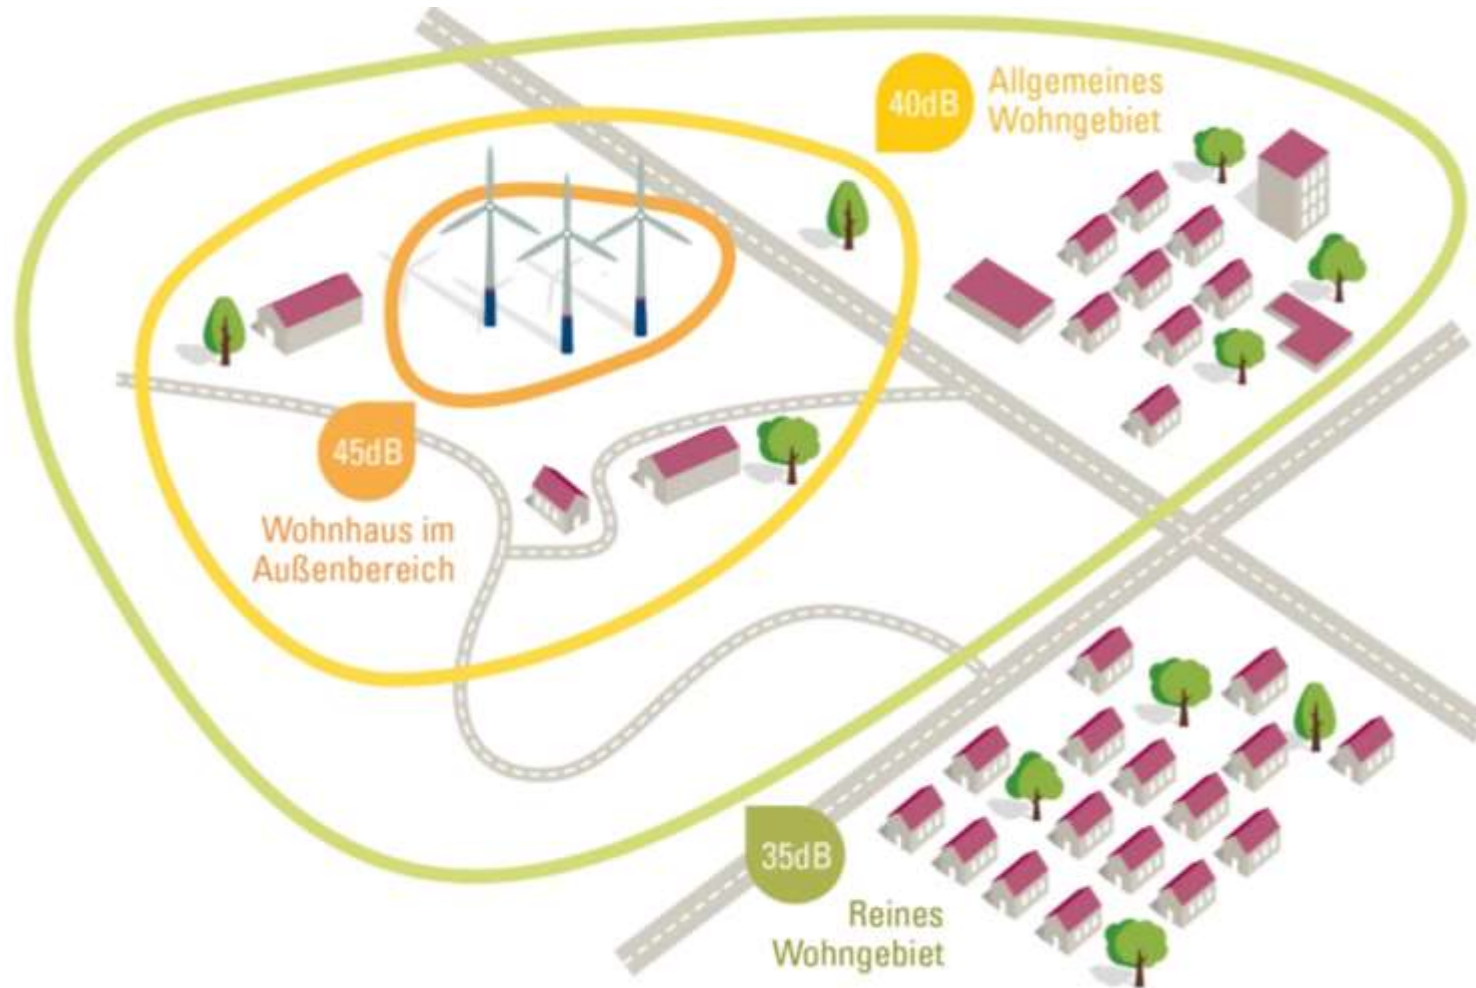 40dB
Allgemeines
Wohngebiet
45dB
Wohnhaus im
Außenbereich
35dB
Reines
Wohngebiet